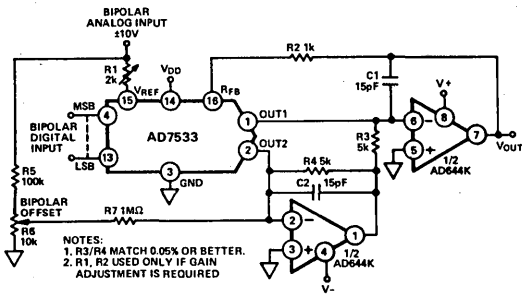 BIPOLAR
ANALOG INPUT
±10V
R1
2k
VREF
VDD
RFB
R2 1k
C1
15pF
15
14
16
MSB
4
BIPOLAR
DIGITAL
INPUT
LSB
13
AD7533
1
OUT1
2
OUT2
3
GND
R3
5k
R4 5k
C2
15pF
V+
8
6
−
5
+
7
VOUT
1/2
AD644K
R5
100k
BIPOLAR
OFFSET
R6
10k
R7 1MΩ
2
−
3
+
4
1
1/2
AD644K
V−
NOTES:
1. R3/R4 MATCH 0.05% OR BETTER.
2. R1, R2 USED ONLY IF GAIN
ADJUSTMENT IS REQUIRED